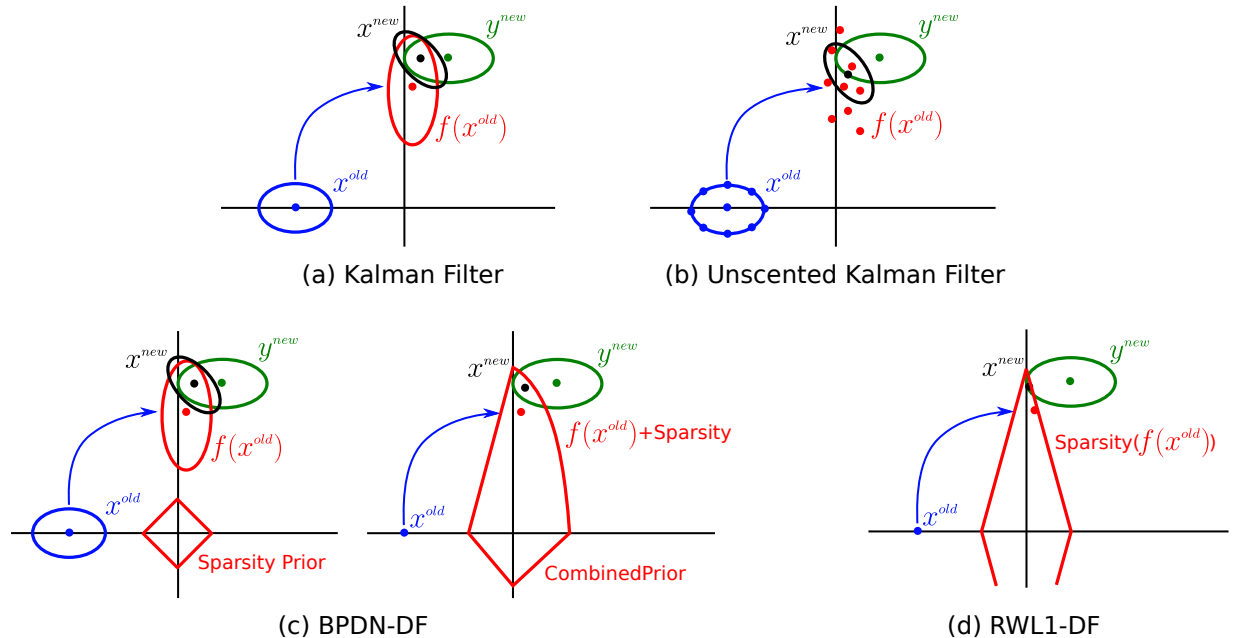 x^{new}
y^{new}
f(x^{old})
x^{old}
(a) Kalman Filter
x^{new}
y^{new}
f(x^{old})
x^{old}
(b) Unscented Kalman Filter
x^{new}
y^{new}
f(x^{old})
x^{old}
Sparsity Prior
x^{new}
y^{new}
f(x^{old})+Sparsity
x^{old}
CombinedPrior
(c) BPDN-DF
x^{new}
y^{new}
Sparsity(f(x^{old}))
x^{old}
(d) RWL1-DF